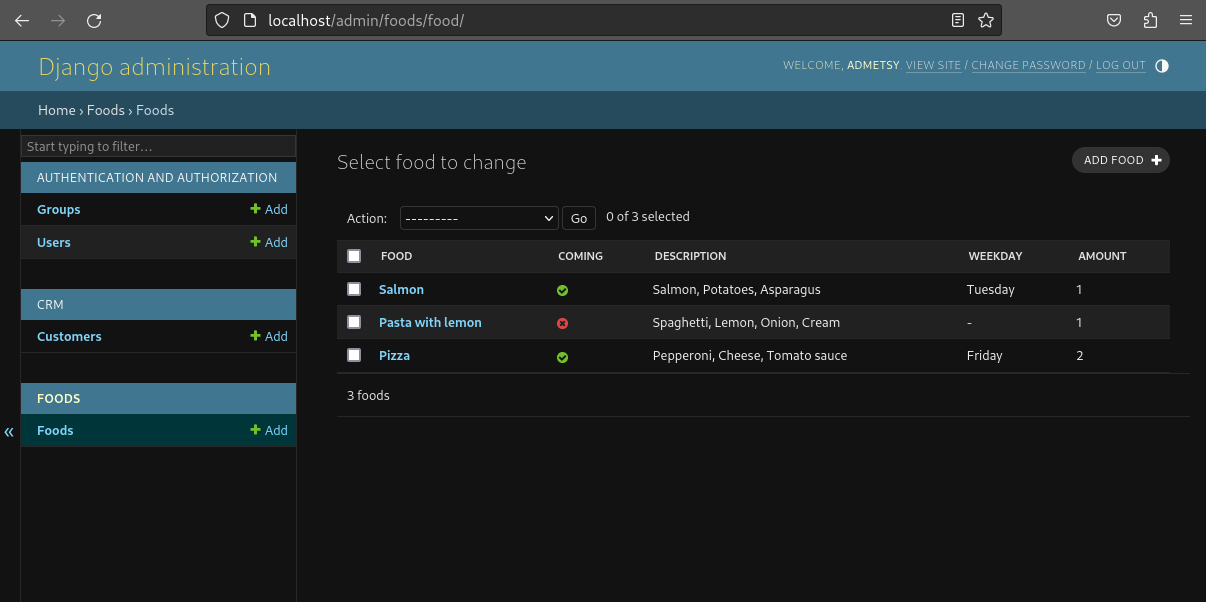 localhost/admin/foods/food/
Django administration
WELCOME, ADMETSY. VIEW SITE / CHANGE PASSWORD / LOG OUT
Home › Foods › Foods
Start typing to filter…
AUTHENTICATION AND AUTHORIZATION
Groups + Add
Users + Add
CRM
Customers + Add
FOODS
Foods + Add
«
Select food to change
ADD FOOD +
Action: --------- Go 0 of 3 selected
FOOD COMING DESCRIPTION WEEKDAY AMOUNT
Salmon Salmon, Potatoes, Asparagus Tuesday 1
Pasta with lemon Spaghetti, Lemon, Onion, Cream - 1
Pizza Pepperoni, Cheese, Tomato sauce Friday 2
3 foods